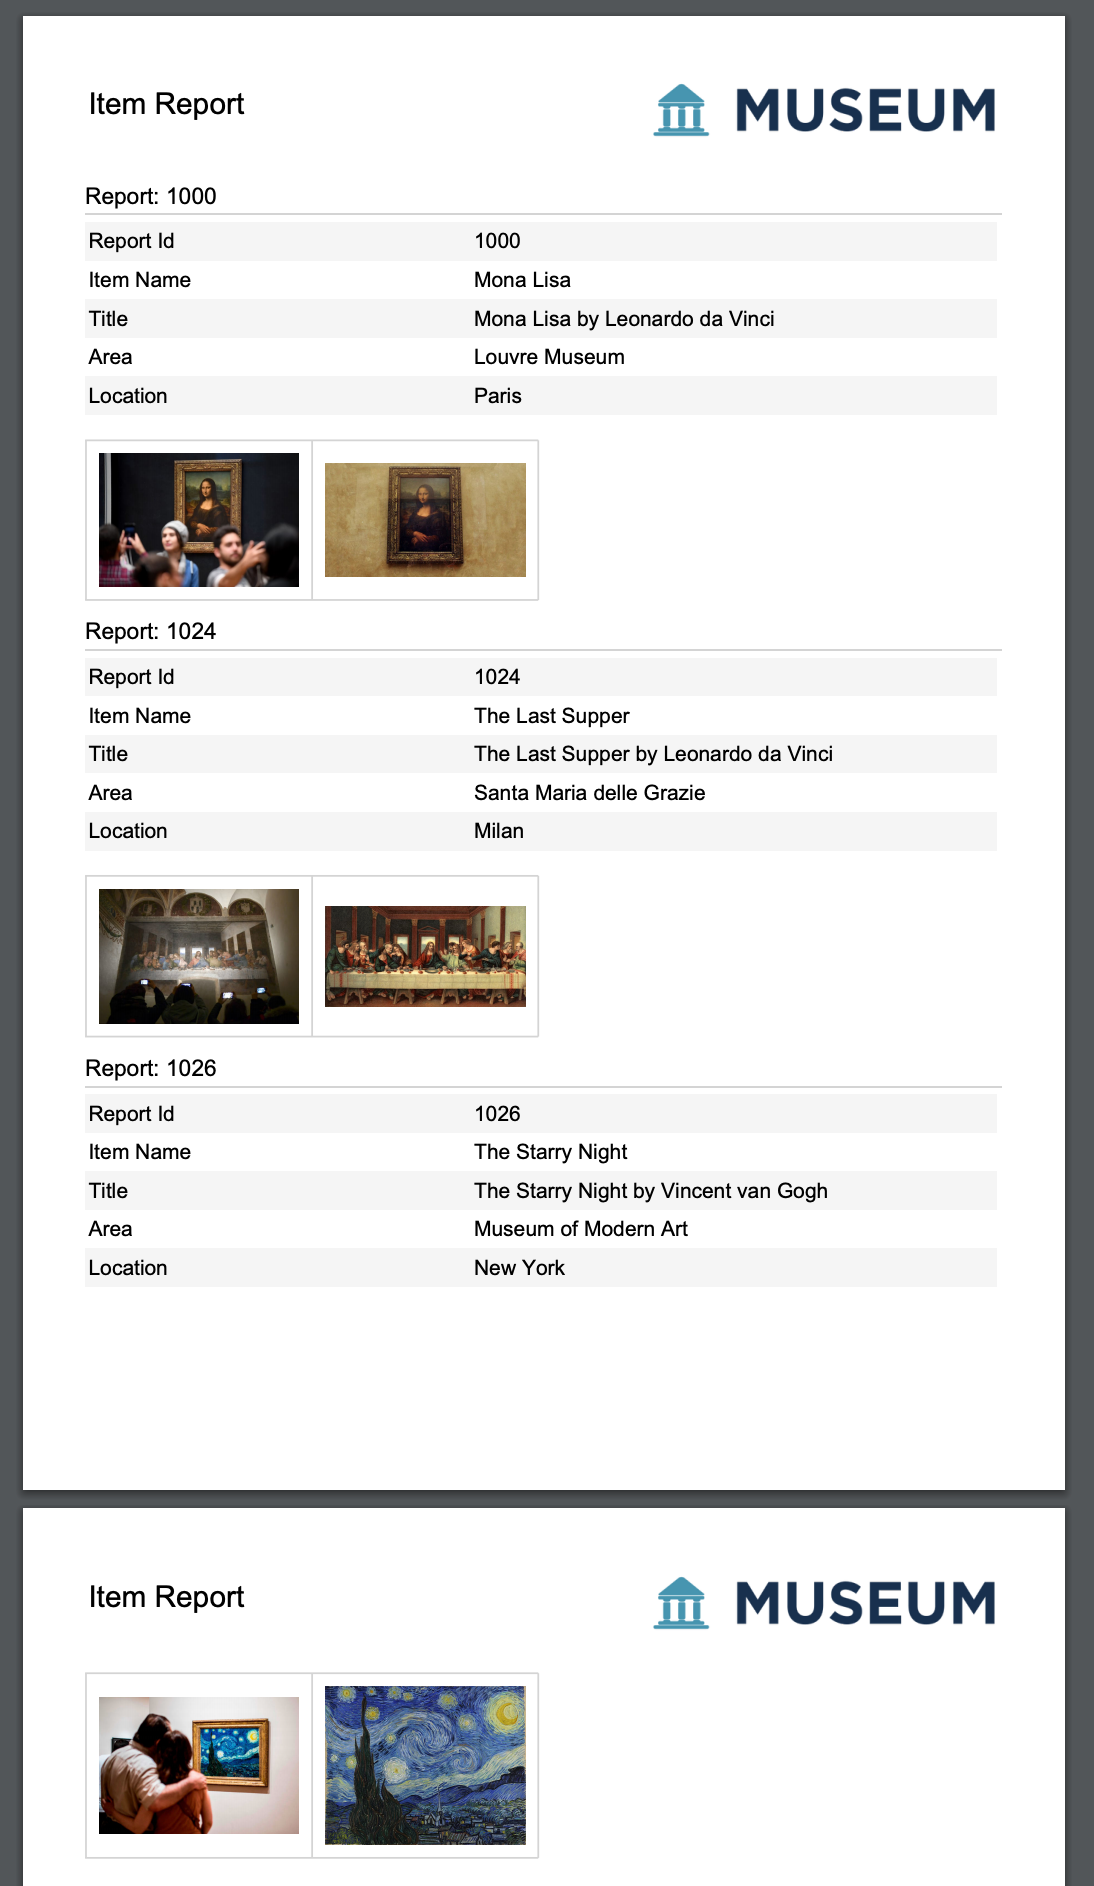 Item Report
MUSEUM
Report: 1000
Report Id 1000
Item Name Mona Lisa
Title Mona Lisa by Leonardo da Vinci
Area Louvre Museum
Location Paris
Report: 1024
Report Id 1024
Item Name The Last Supper
Title The Last Supper by Leonardo da Vinci
Area Santa Maria delle Grazie
Location Milan
Report: 1026
Report Id 1026
Item Name The Starry Night
Title The Starry Night by Vincent van Gogh
Area Museum of Modern Art
Location New York
Item Report
MUSEUM